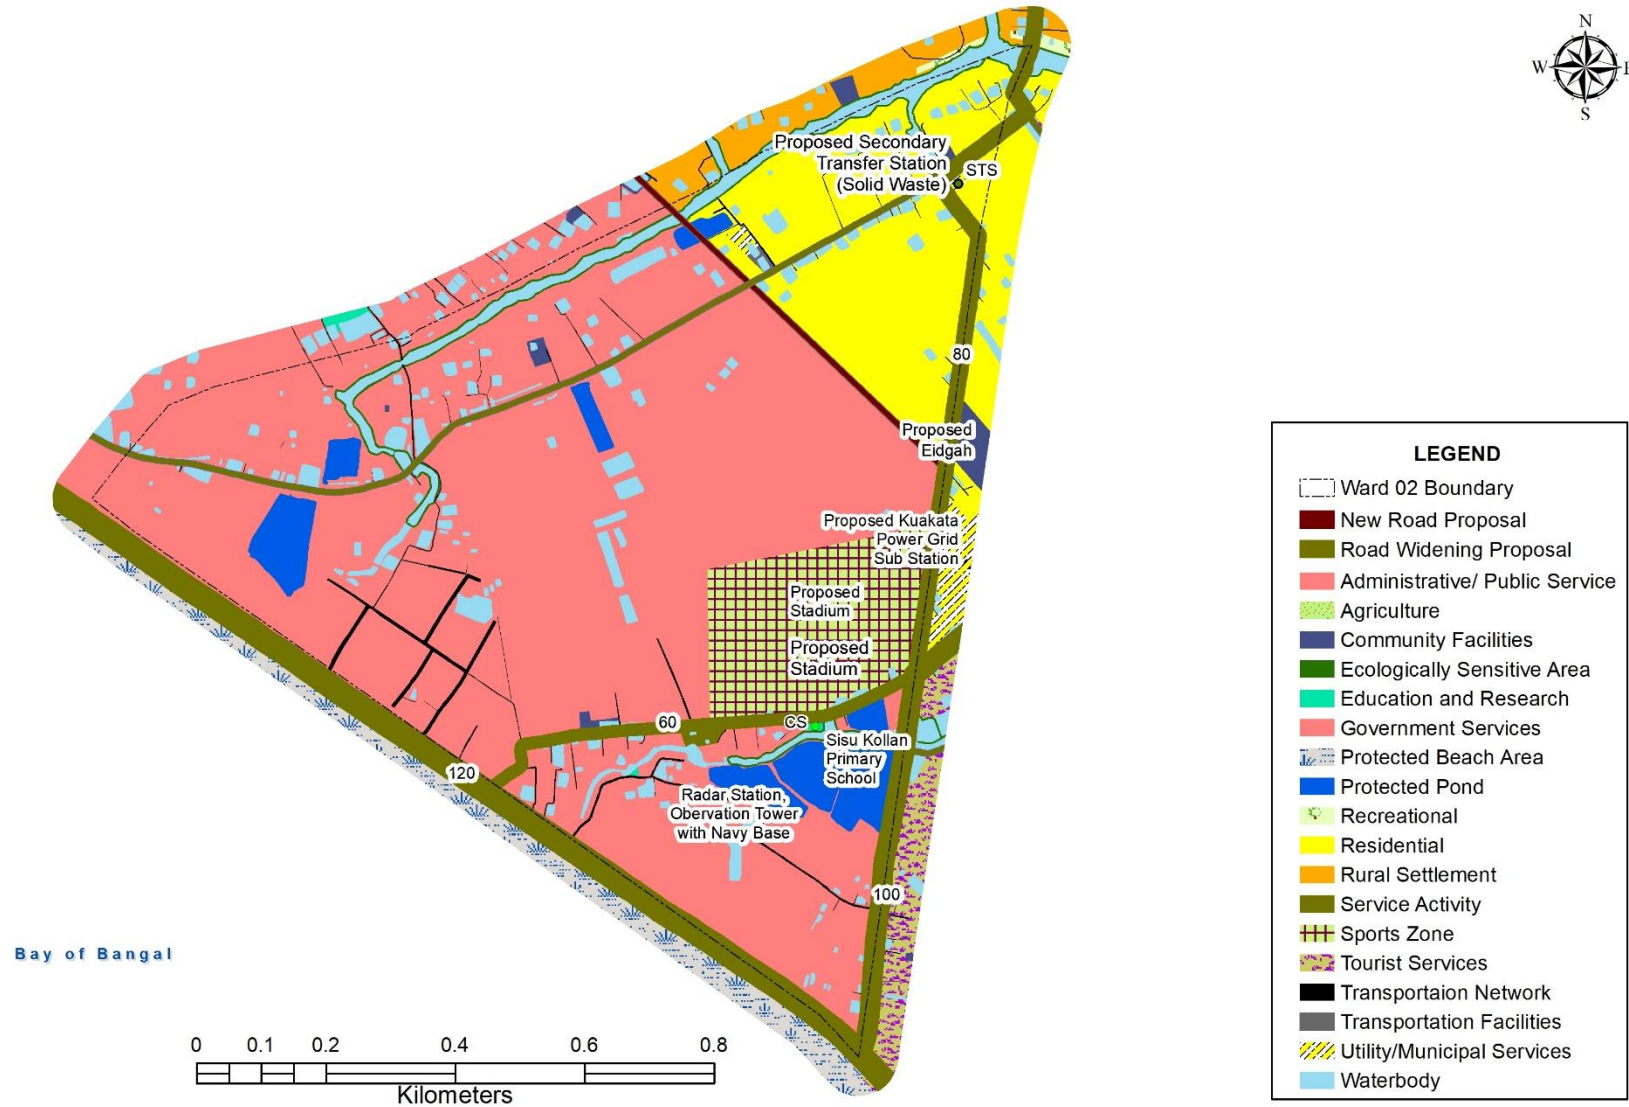 N
W E
S
Proposed Secondary
Transfer Station
(Solid Waste)
STS
80
Proposed
Eidgah
Proposed Kuakata
Power Grid
Sub Station
Proposed
Stadium
Proposed
Stadium
60
CS
Sisu Kollan
Primary
School
120
Radar Station,
Obervation Tower
with Navy Base
100
Bay of Bangal
0 0.1 0.2 0.4 0.6 0.8
Kilometers
LEGEND
Ward 02 Boundary
New Road Proposal
Road Widening Proposal
Administrative/ Public Service
Agriculture
Community Facilities
Ecologically Sensitive Area
Education and Research
Government Services
Protected Beach Area
Protected Pond
Recreational
Residential
Rural Settlement
Service Activity
Sports Zone
Tourist Services
Transportaion Network
Transportation Facilities
Utility/Municipal Services
Waterbody